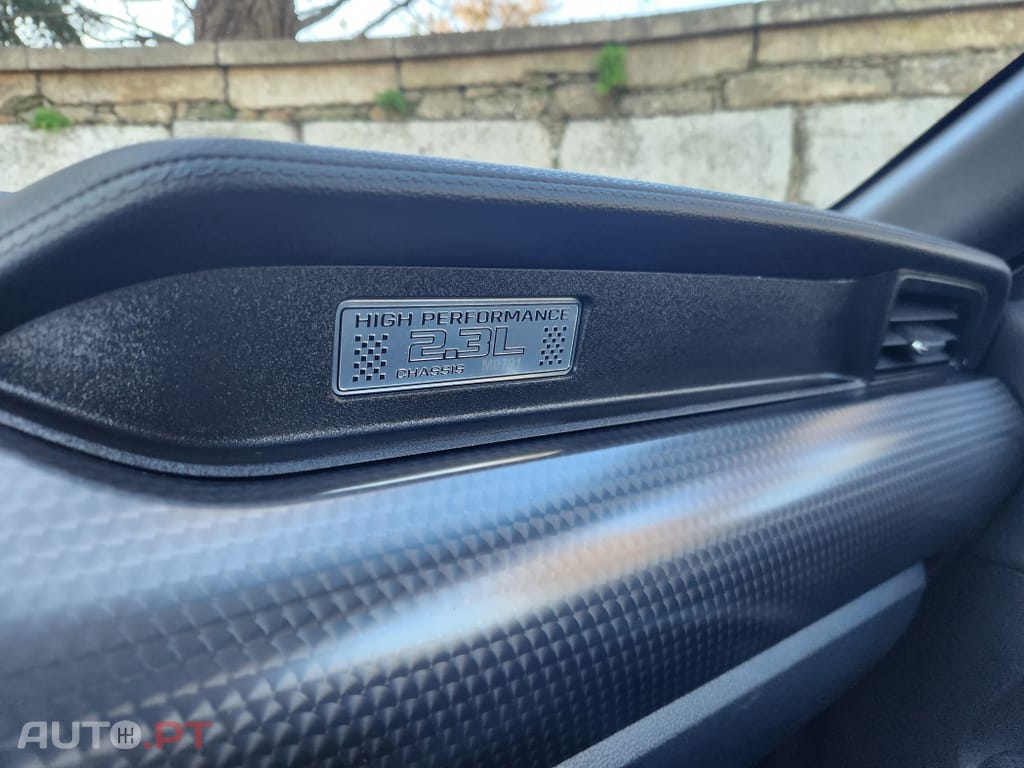 HIGH PERFORMANCE
2.3L
CHASSIS
AUTO.PT